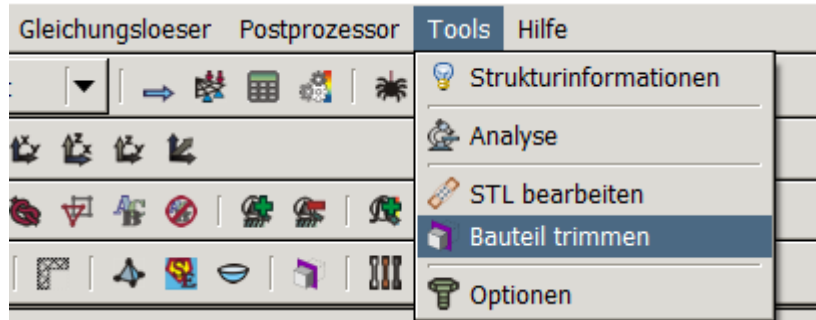 Gleichungsloeser Postprozessor Tools Hilfe
Strukturinformationen
Analyse
STL bearbeiten
Bauteil trimmen
Optionen